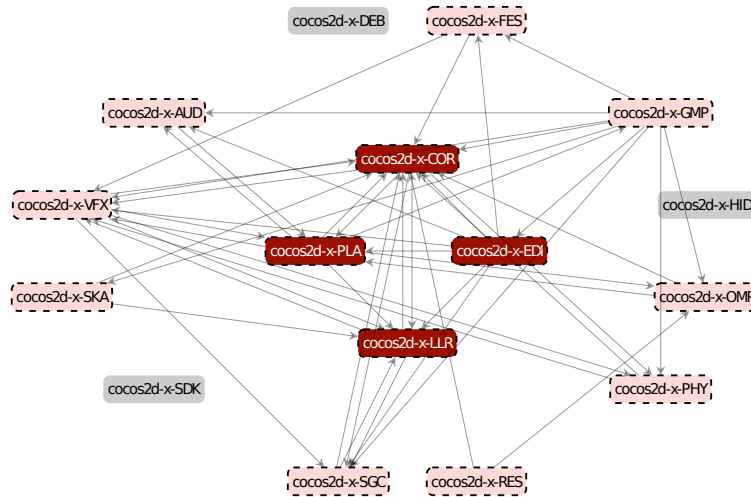 cocos2d-x-DEB
cocos2d-x-FES
cocos2d-x-AUD
cocos2d-x-GMP
cocos2d-x-COR
cocos2d-x-VFX
cocos2d-x-HID
cocos2d-x-PLA
cocos2d-x-EDI
cocos2d-x-SKA
cocos2d-x-OMP
cocos2d-x-LLR
cocos2d-x-SDK
cocos2d-x-PHY
cocos2d-x-SGC
cocos2d-x-RES